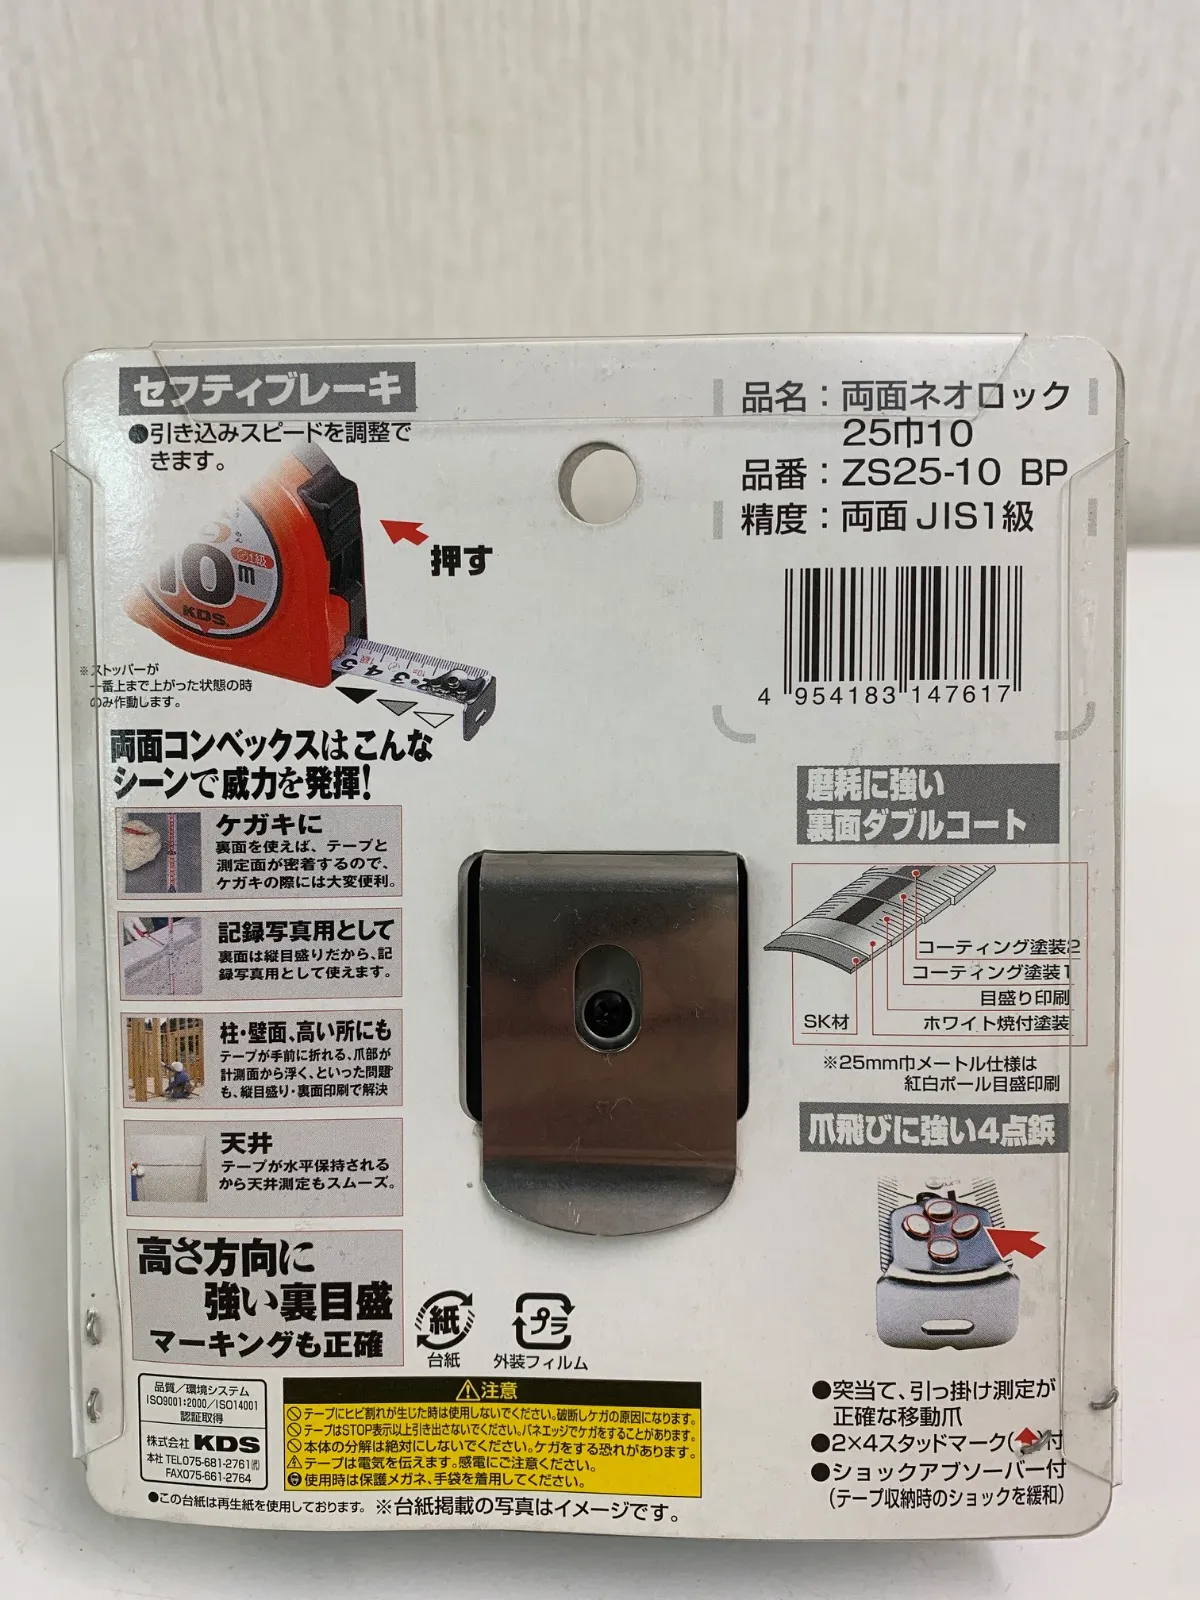 セフティブレーキ
●引き込みスピードを調整で
きます。
10m
1級
KDS
押す
※ストッパーが
一番上まで上がった状態の時
のみ作動します。
品名：両面ネオロック
25巾10
品番：ZS25-10 BP
精度：両面JIS1級
4 954183 147617
両面コンベックスはこんな
シーンで威力を発揮!
ケガキに
裏面を使えば、テープと
測定面が密着するので、
ケガキの際には大変便利。
記録写真用として
裏面は縦目盛りだから、記
録写真用として使えます。
柱・壁面、高い所にも
テープが手前に折れる、爪部が
計測面から浮く、といった問題
も、縦目盛り・裏面印刷で解決
天井
テープが水平保持される
から天井測定もスムーズ。
高さ方向に
強い裏目盛
マーキングも正確
磨耗に強い
裏面ダブルコート
コーティング塗装2
コーティング塗装1
目盛り印刷
SK材
ホワイト焼付塗装
※25mm巾メートル仕様は
紅白ポール目盛印刷
爪飛びに強い4点鋲
●突当て、引っ掛け測定が
正確な移動爪
●2×4スタッドマーク(◆)付
●ショックアブソーバー付
(テープ収納時のショックを緩和)
紙
台紙
プラ
外装フィルム
品質／環境システム
ISO9001:2000／ISO14001
認証取得
株式会社 KDS
本社 TEL075-681-2761㈹
FAX075-661-2764
⚠注意
テープにヒビ割れが生じた時は使用しないでください。破断しケガの原因になります。
テープはSTOP表示以上引き出さないでください。バネエッジでケガをすることがあります。
本体の分解は絶対にしないでください。ケガをする恐れがあります。
テープは電気を伝えます。感電にご注意ください。
使用時は保護メガネ、手袋を着用してください。
●この台紙は再生紙を使用しております。 ※台紙掲載の写真はイメージです。